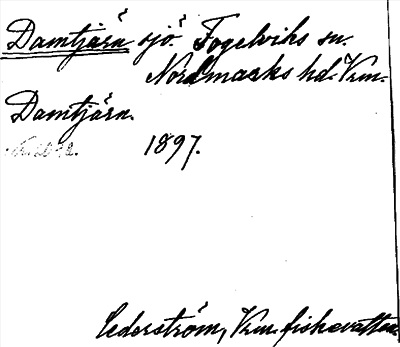 Damtjärn sjö. Fogelviks sn.
Nordmarks hd. Vrm.
Damtjärn.
1897.
Cederström, Vrm. fiskevatten